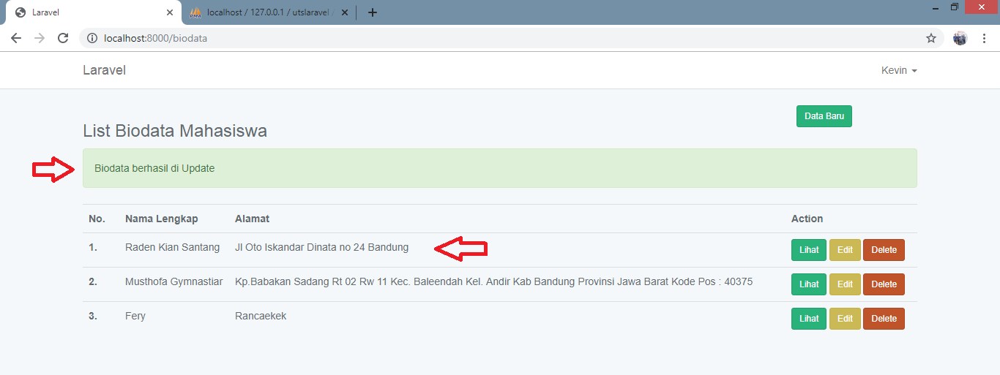 Laravel
localhost / 127.0.0.1 / utslaravel /
localhost:8000/biodata
Laravel
Kevin
Data Baru
List Biodata Mahasiswa
Biodata berhasil di Update
No. Nama Lengkap Alamat Action
1. Raden Kian Santang Jl Oto Iskandar Dinata no 24 Bandung Lihat Edit Delete
2. Musthofa Gymnastiar Kp.Babakan Sadang Rt 02 Rw 11 Kec. Baleendah Kel. Andir Kab Bandung Provinsi Jawa Barat Kode Pos : 40375 Lihat Edit Delete
3. Fery Rancaekek Lihat Edit Delete